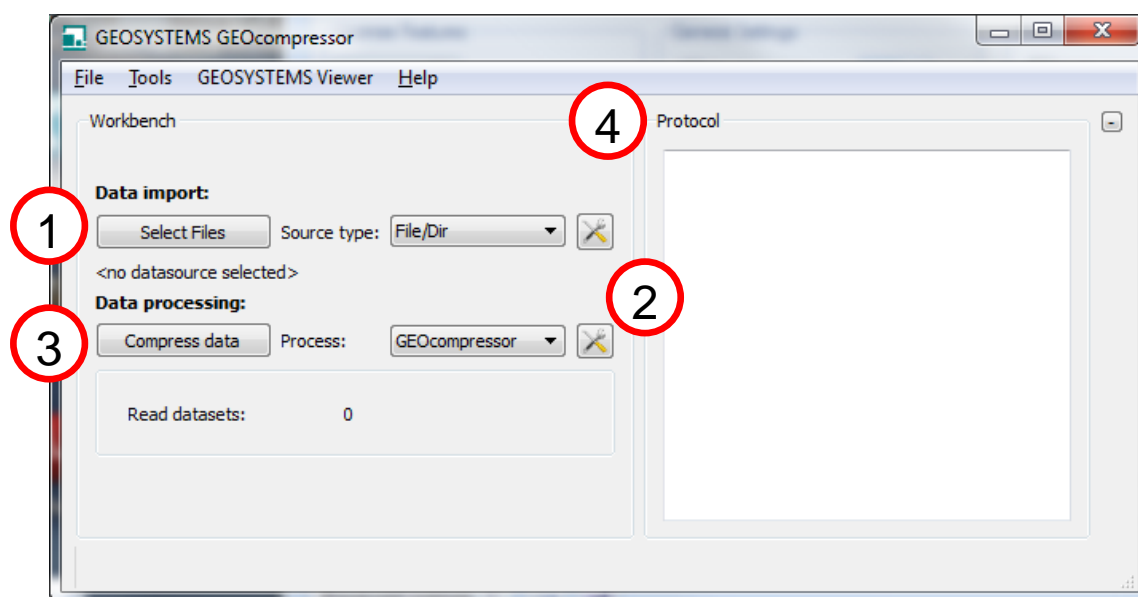 GEOSYSTEMS GEOcompressor
File Tools GEOSYSTEMS Viewer Help
Workbench
4
Protocol
-
Data import:
1
Select Files
Source type:
File/Dir
<no datasource selected>
2
Data processing:
3
Compress data
Process:
GEOcompressor
Read datasets:
0